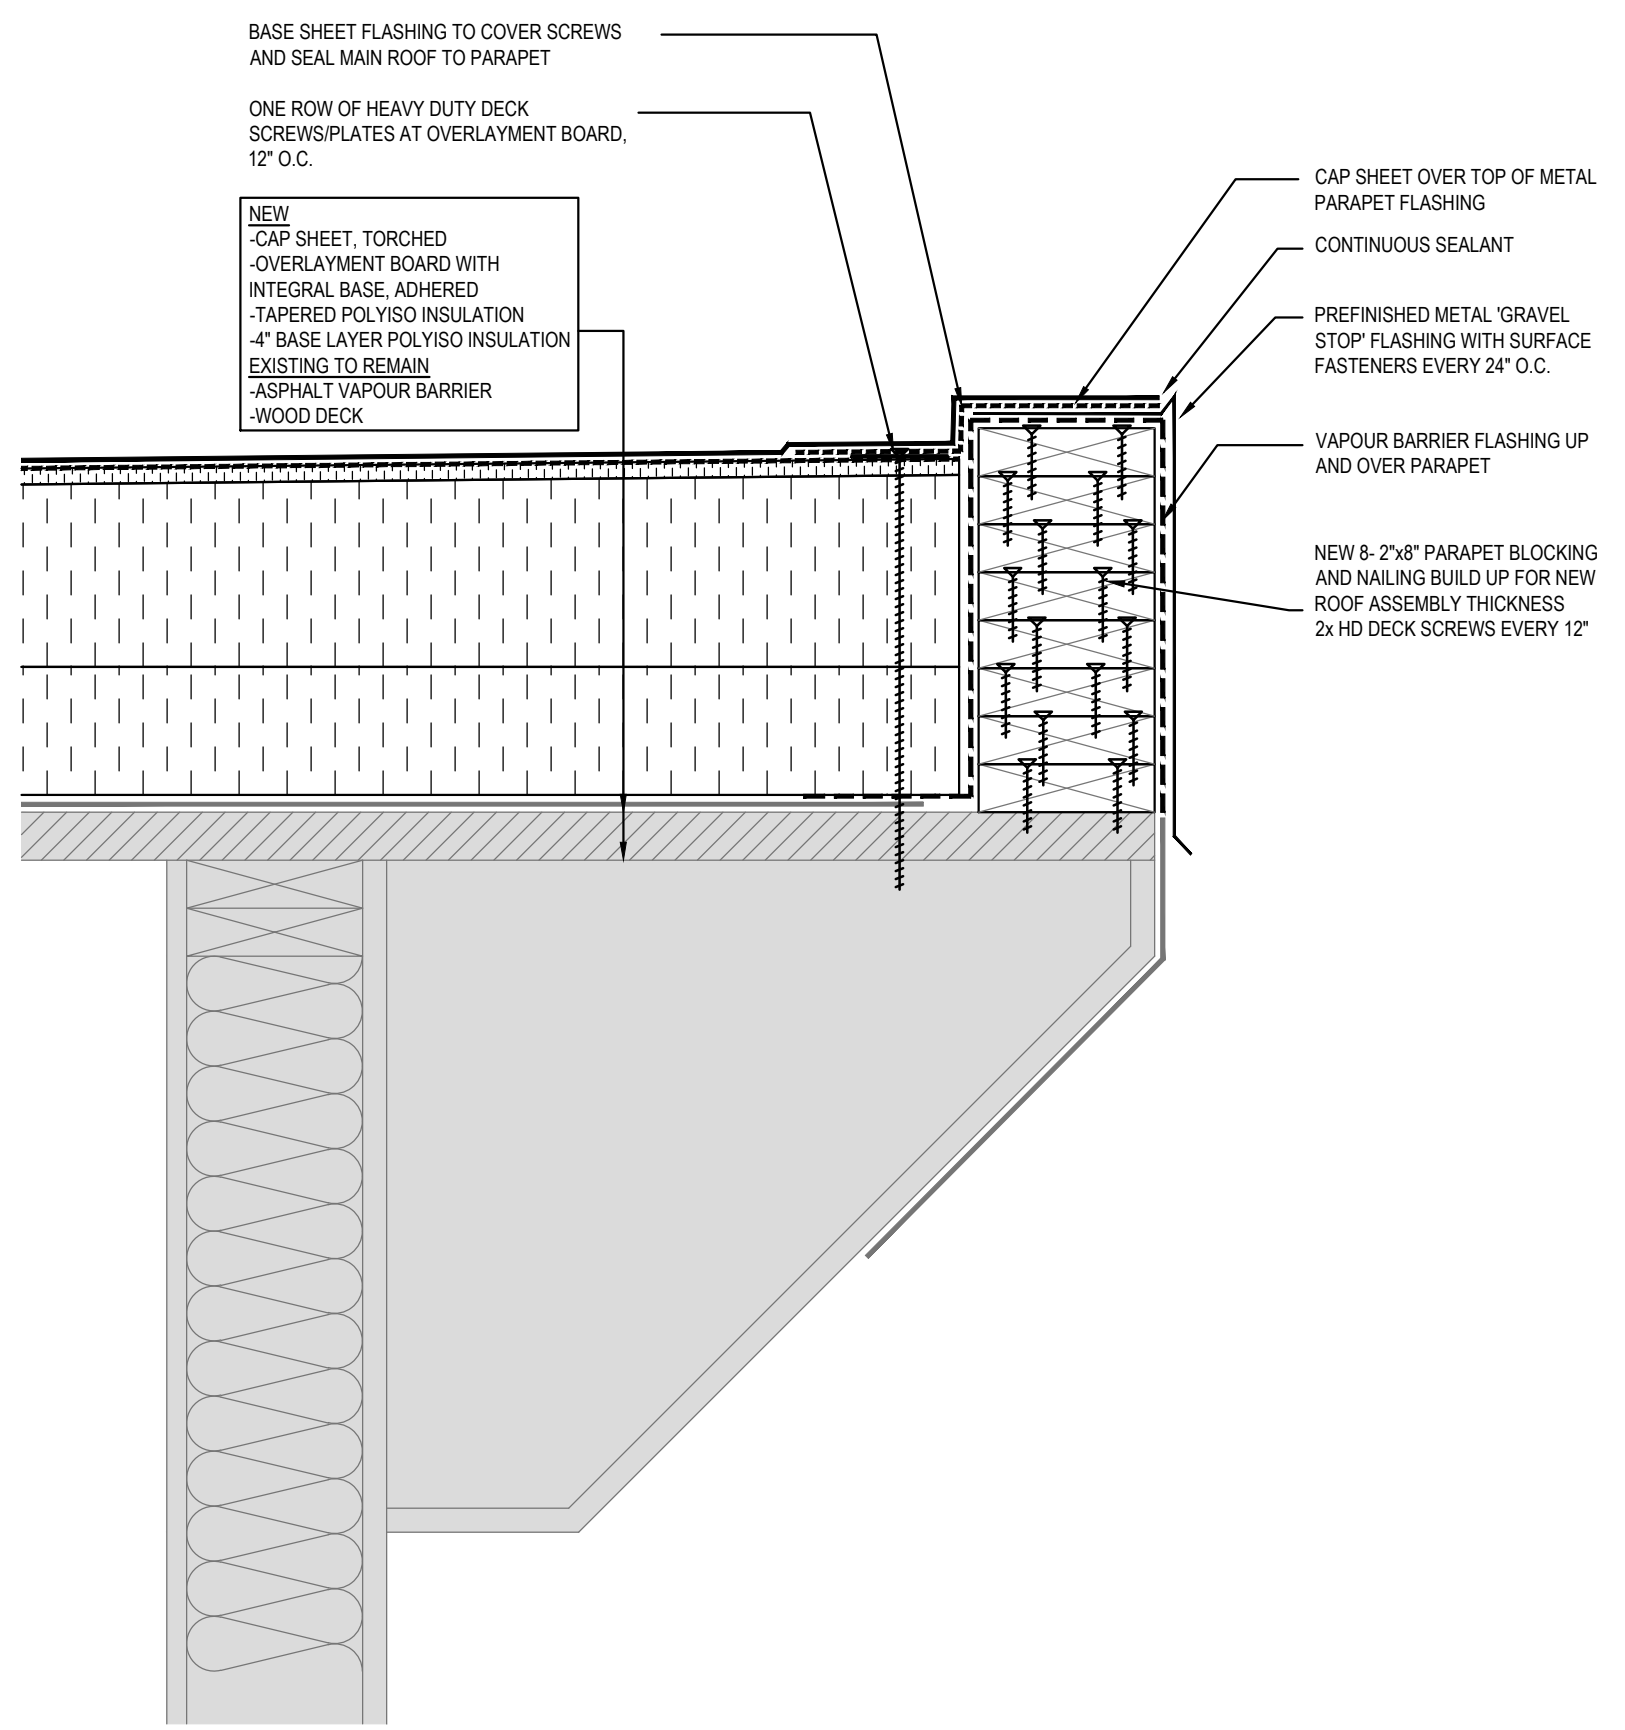 BASE SHEET FLASHING TO COVER SCREWS
AND SEAL MAIN ROOF TO PARAPET
ONE ROW OF HEAVY DUTY DECK
SCREWS/PLATES AT OVERLAYMENT BOARD,
12" O.C.
NEW
-CAP SHEET, TORCHED
-OVERLAYMENT BOARD WITH
INTEGRAL BASE, ADHERED
-TAPERED POLYISO INSULATION
-4" BASE LAYER POLYISO INSULATION
EXISTING TO REMAIN
-ASPHALT VAPOUR BARRIER
-WOOD DECK
CAP SHEET OVER TOP OF METAL
PARAPET FLASHING
CONTINUOUS SEALANT
PREFINISHED METAL 'GRAVEL
STOP' FLASHING WITH SURFACE
FASTENERS EVERY 24" O.C.
VAPOUR BARRIER FLASHING UP
AND OVER PARAPET
NEW 8- 2"x8" PARAPET BLOCKING
AND NAILING BUILD UP FOR NEW
ROOF ASSEMBLY THICKNESS
2x HD DECK SCREWS EVERY 12"